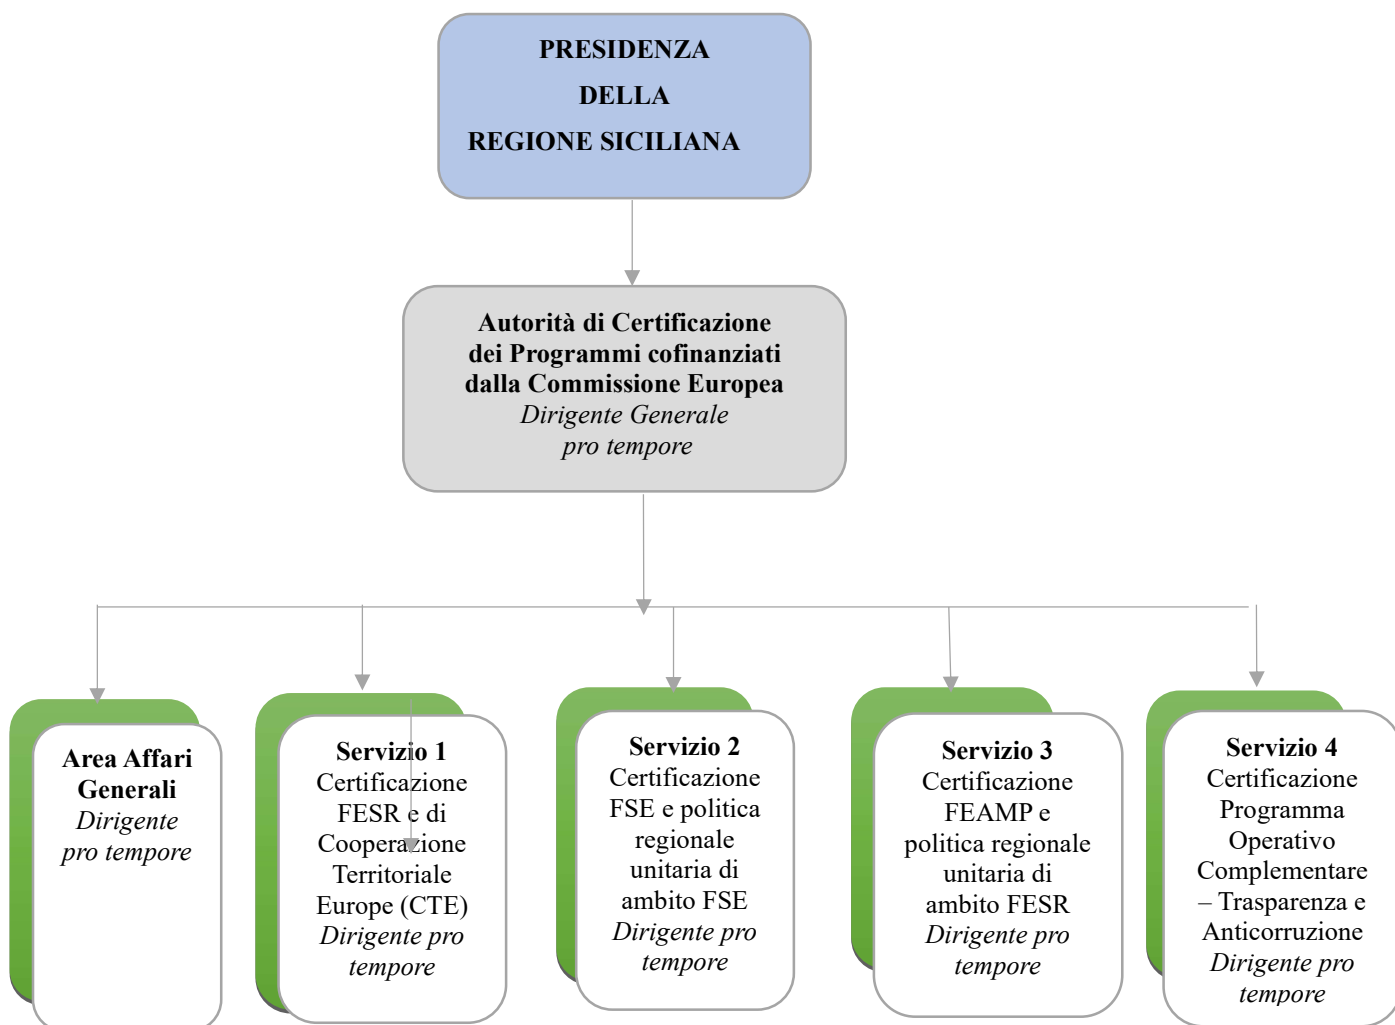 PRESIDENZA
DELLA
REGIONE SICILIANA
Autorità di Certificazione
dei Programmi cofinanziati
dalla Commissione Europea
Dirigente Generale
pro tempore
Area Affari
Generali
Dirigente
pro tempore
Servizio 1
Certificazione
FESR e di
Cooperazione
Territoriale
Europe (CTE)
Dirigente pro
tempore
Servizio 2
Certificazione
FSE e politica
regionale
unitaria di
ambito FSE
Dirigente pro
tempore
Servizio 3
Certificazione
FEAMP e
politica regionale
unitaria di
ambito FESR
Dirigente pro
tempore
Servizio 4
Certificazione
Programma
Operativo
Complementare
– Trasparenza e
Anticorruzione
Dirigente pro
tempore